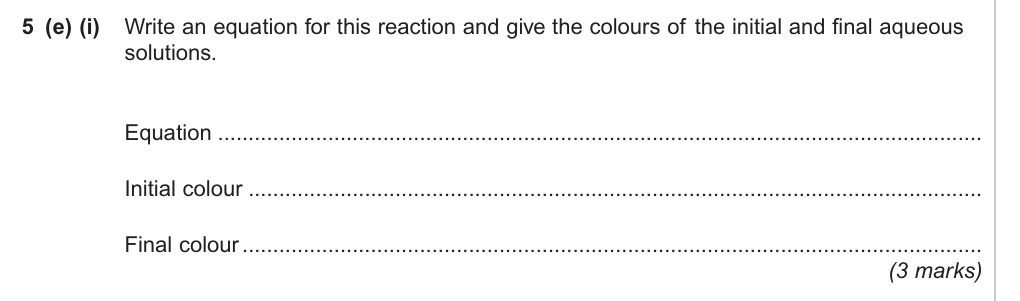 5 (e) (i) Write an equation for this reaction and give the colours of the initial and final aqueous
solutions.
Equation ................................................................................................................................
Initial colour ...........................................................................................................................
Final colour ............................................................................................................................
(3 marks)